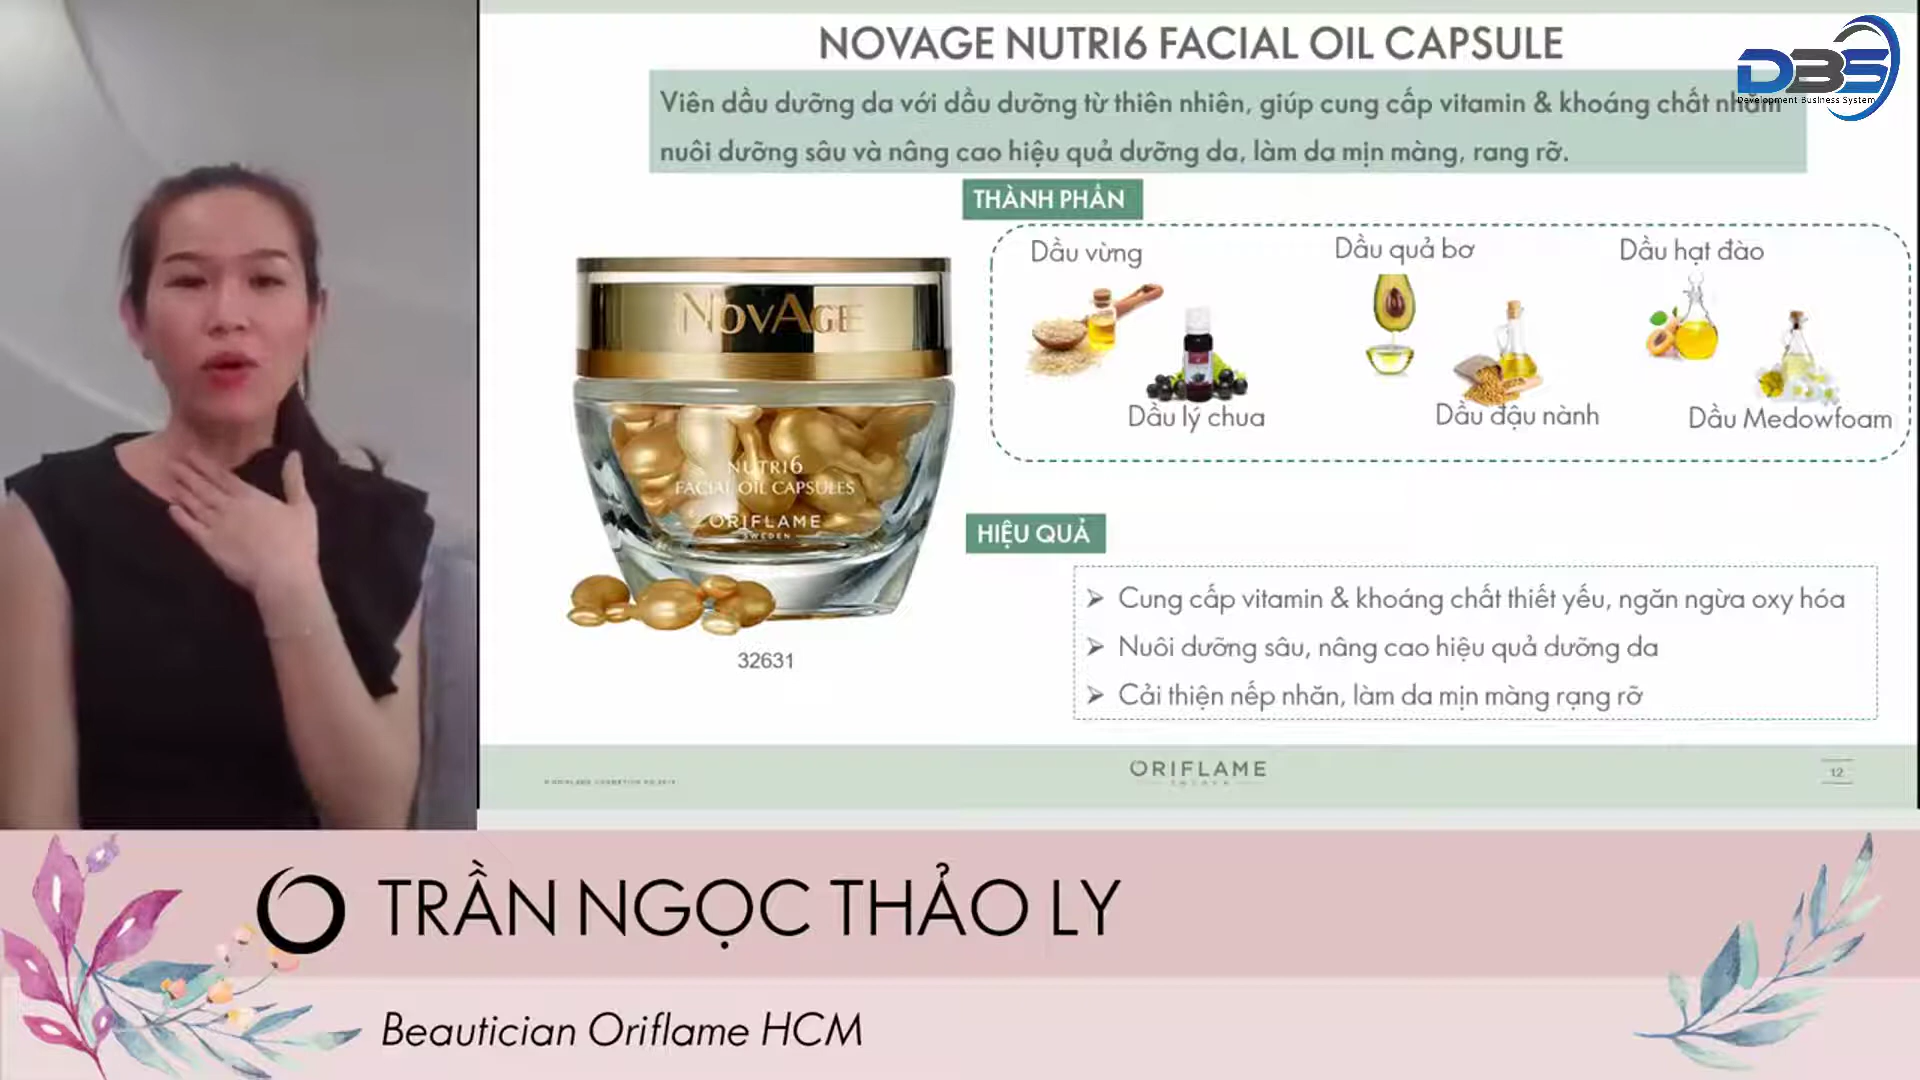 NOVAGE NUTRI6 FACIAL OIL CAPSULE
DBS
Development Business System
Viên dầu dưỡng da với dầu dưỡng từ thiên nhiên, giúp cung cấp vitamin & khoáng chất nhằm
nuôi dưỡng sâu và nâng cao hiệu quả dưỡng da, làm da mịn màng, rang rỡ.
THÀNH PHẦN
Dầu vừng
Dầu quả bơ
Dầu hạt đào
Dầu lý chua
Dầu đậu nành
Dầu Medowfoam
NOVAGE
NUTRI6
FACIAL OIL CAPSULES
ORIFLAME
SWEDEN
32631
HIỆU QUẢ
Cung cấp vitamin & khoáng chất thiết yếu, ngăn ngừa oxy hóa
Nuôi dưỡng sâu, nâng cao hiệu quả dưỡng da
Cải thiện nếp nhăn, làm da mịn màng rạng rỡ
ORIFLAME
SWEDEN
12
TRẦN NGỌC THẢO LY
Beautician Oriflame HCM